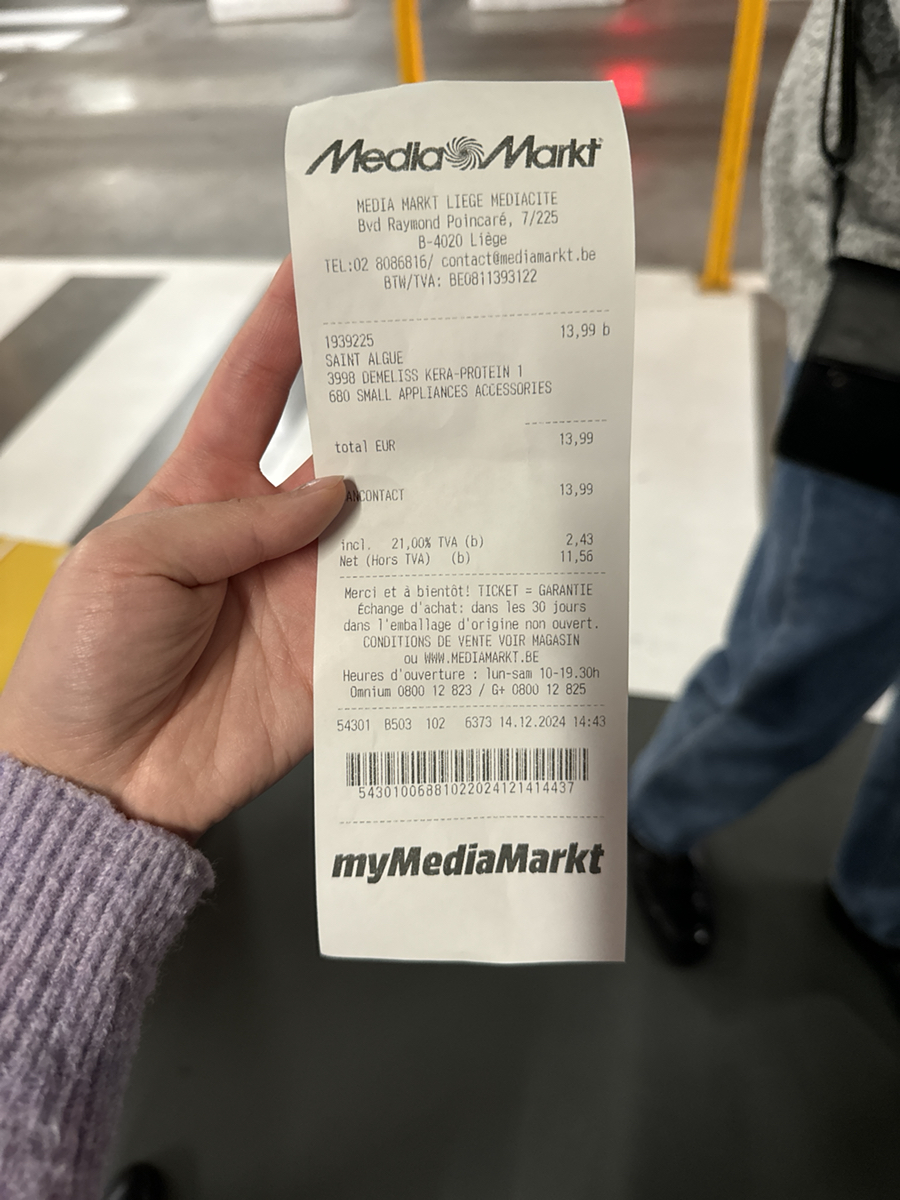 Media Markt
MEDIA MARKT LIEGE MEDIACITE
Bvd Raymond Poincaré, 7/225
B-4020 Liège
TEL:02 8086816/ contact@mediamarkt.be
BTW/TVA: BE0811393122
1939225 13,99 b
SAINT ALGUE
3998 DEMELISS KERA-PROTEIN 1
680 SMALL APPLIANCES ACCESSORIES
total EUR 13,99
ANCONTACT 13,99
incl. 21,00% TVA (b) 2,43
Net (Hors TVA) (b) 11,56
Merci et à bientôt! TICKET = GARANTIE
Échange d'achat: dans les 30 jours
dans l'emballage d'origine non ouvert.
CONDITIONS DE VENTE VOIR MAGASIN
ou WWW.MEDIAMARKT.BE
Heures d'ouverture : lun-sam 10-19.30h
Omnium 0800 12 823 / G+ 0800 12 825
54301 B503 102 6373 14.12.2024 14:43
54301006881022024121414437
myMediaMarkt